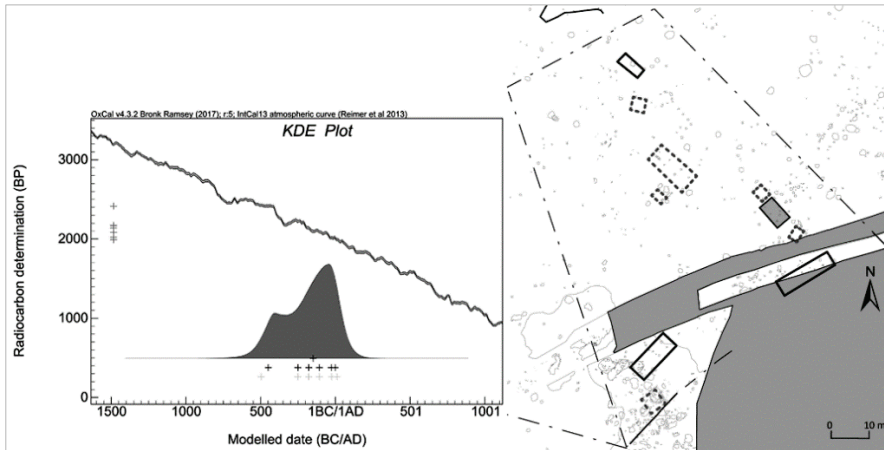 OxCal v4.3.2 Bronk Ramsey (2017); r:5; IntCal13 atmospheric curve (Reimer et al 2013)
KDE Plot
Radiocarbon determination (BP)
3000
2000
1000
0
1500 1000 500 1BC/1AD 501 1001
Modelled date (BC/AD)
N
0 10 m